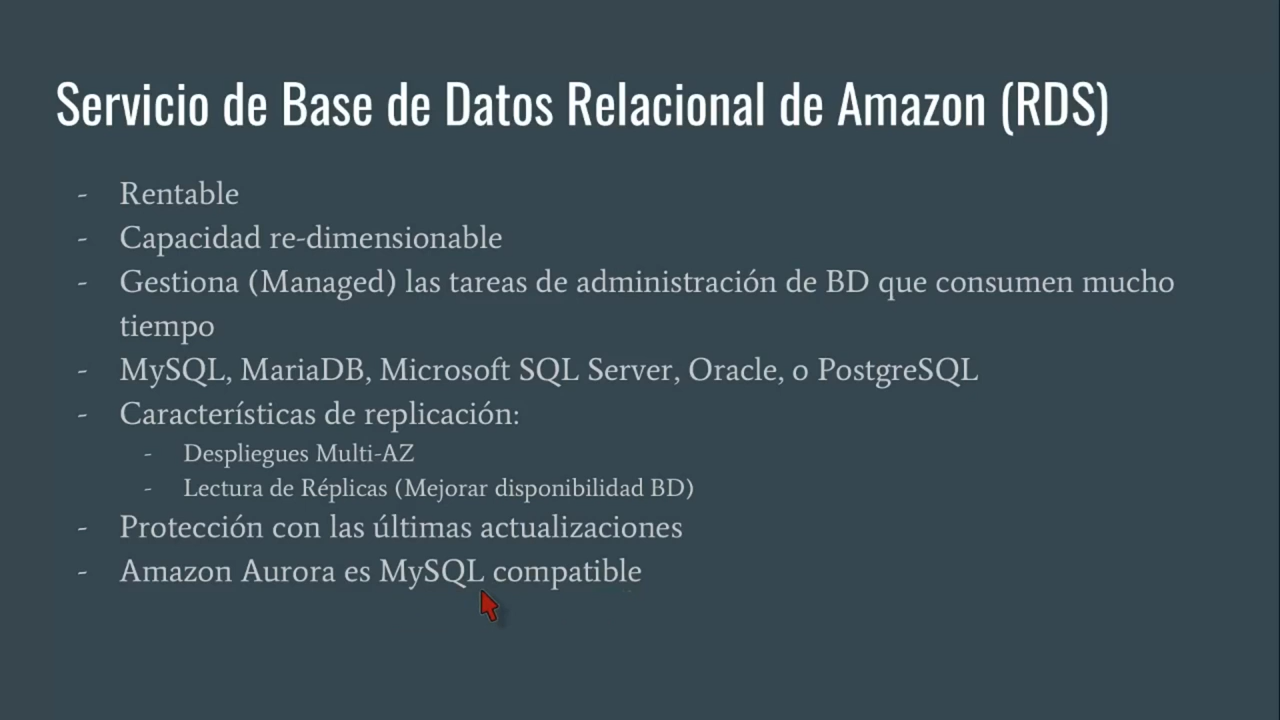 Servicio de Base de Datos Relacional de Amazon (RDS)
- Rentable
- Capacidad re-dimensionable
- Gestiona (Managed) las tareas de administración de BD que consumen mucho
tiempo
- MySQL, MariaDB, Microsoft SQL Server, Oracle, o PostgreSQL
- Características de replicación:
- Despliegues Multi-AZ
- Lectura de Réplicas (Mejorar disponibilidad BD)
- Protección con las últimas actualizaciones
- Amazon Aurora es MySQL compatible